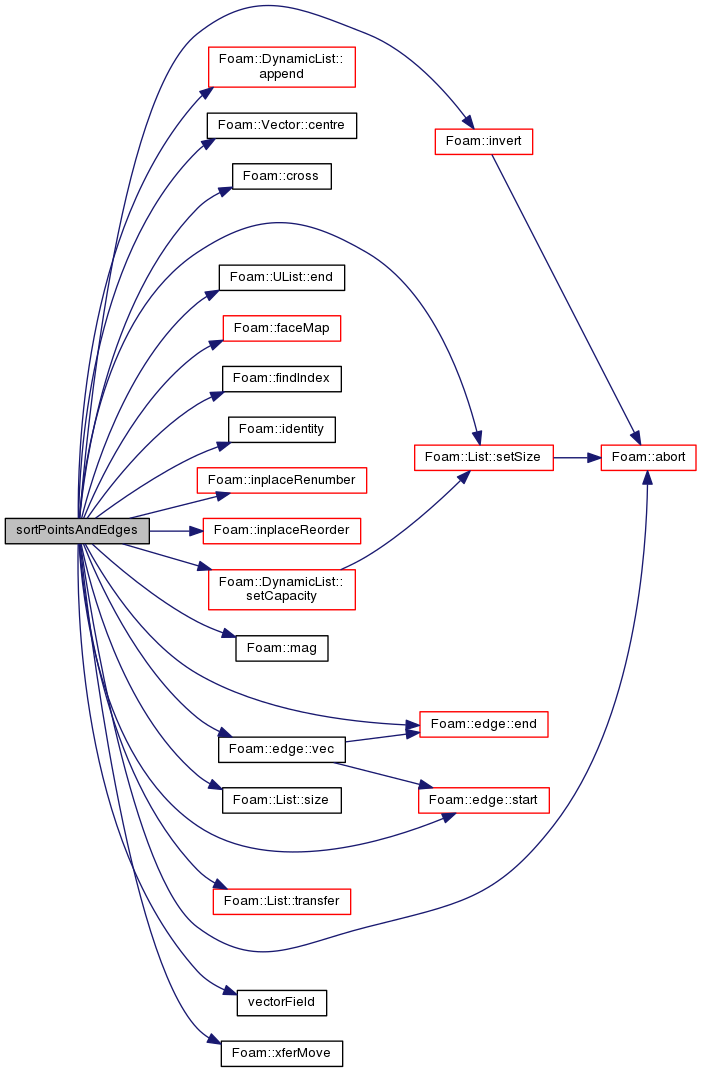 Foam::DynamicList::
append
Foam::Vector::centre
Foam::invert
Foam::cross
Foam::UList::end
Foam::faceMap
Foam::findIndex
Foam::identity
Foam::List::setSize
Foam::abort
Foam::inplaceRenumber
sortPointsAndEdges
Foam::inplaceReorder
Foam::DynamicList::
setCapacity
Foam::mag
Foam::edge::end
Foam::edge::vec
Foam::List::size
Foam::edge::start
Foam::List::transfer
vectorField
Foam::xferMove